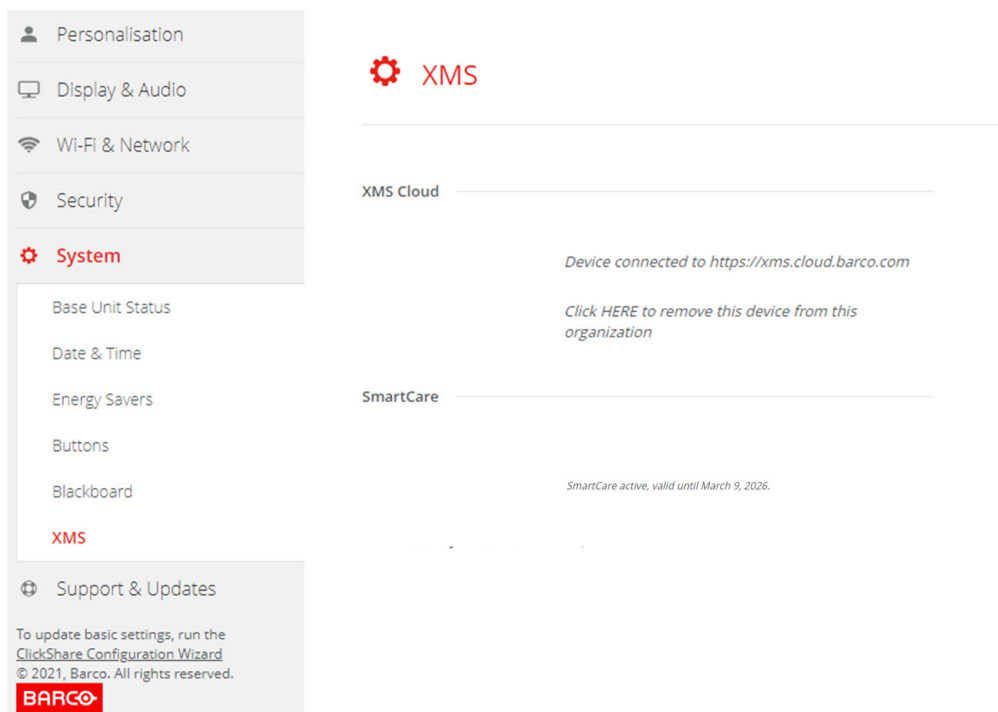 Personalisation
Display & Audio
Wi-Fi & Network
Security
System
Base Unit Status
Date & Time
Energy Savers
Buttons
Blackboard
XMS
Support & Updates
To update basic settings, run the
ClickShare Configuration Wizard
© 2021, Barco. All rights reserved.
BARCO
XMS
XMS Cloud
Device connected to https://xms.cloud.barco.com
Click HERE to remove this device from this
organization
SmartCare
SmartCare active, valid until March 9, 2026.